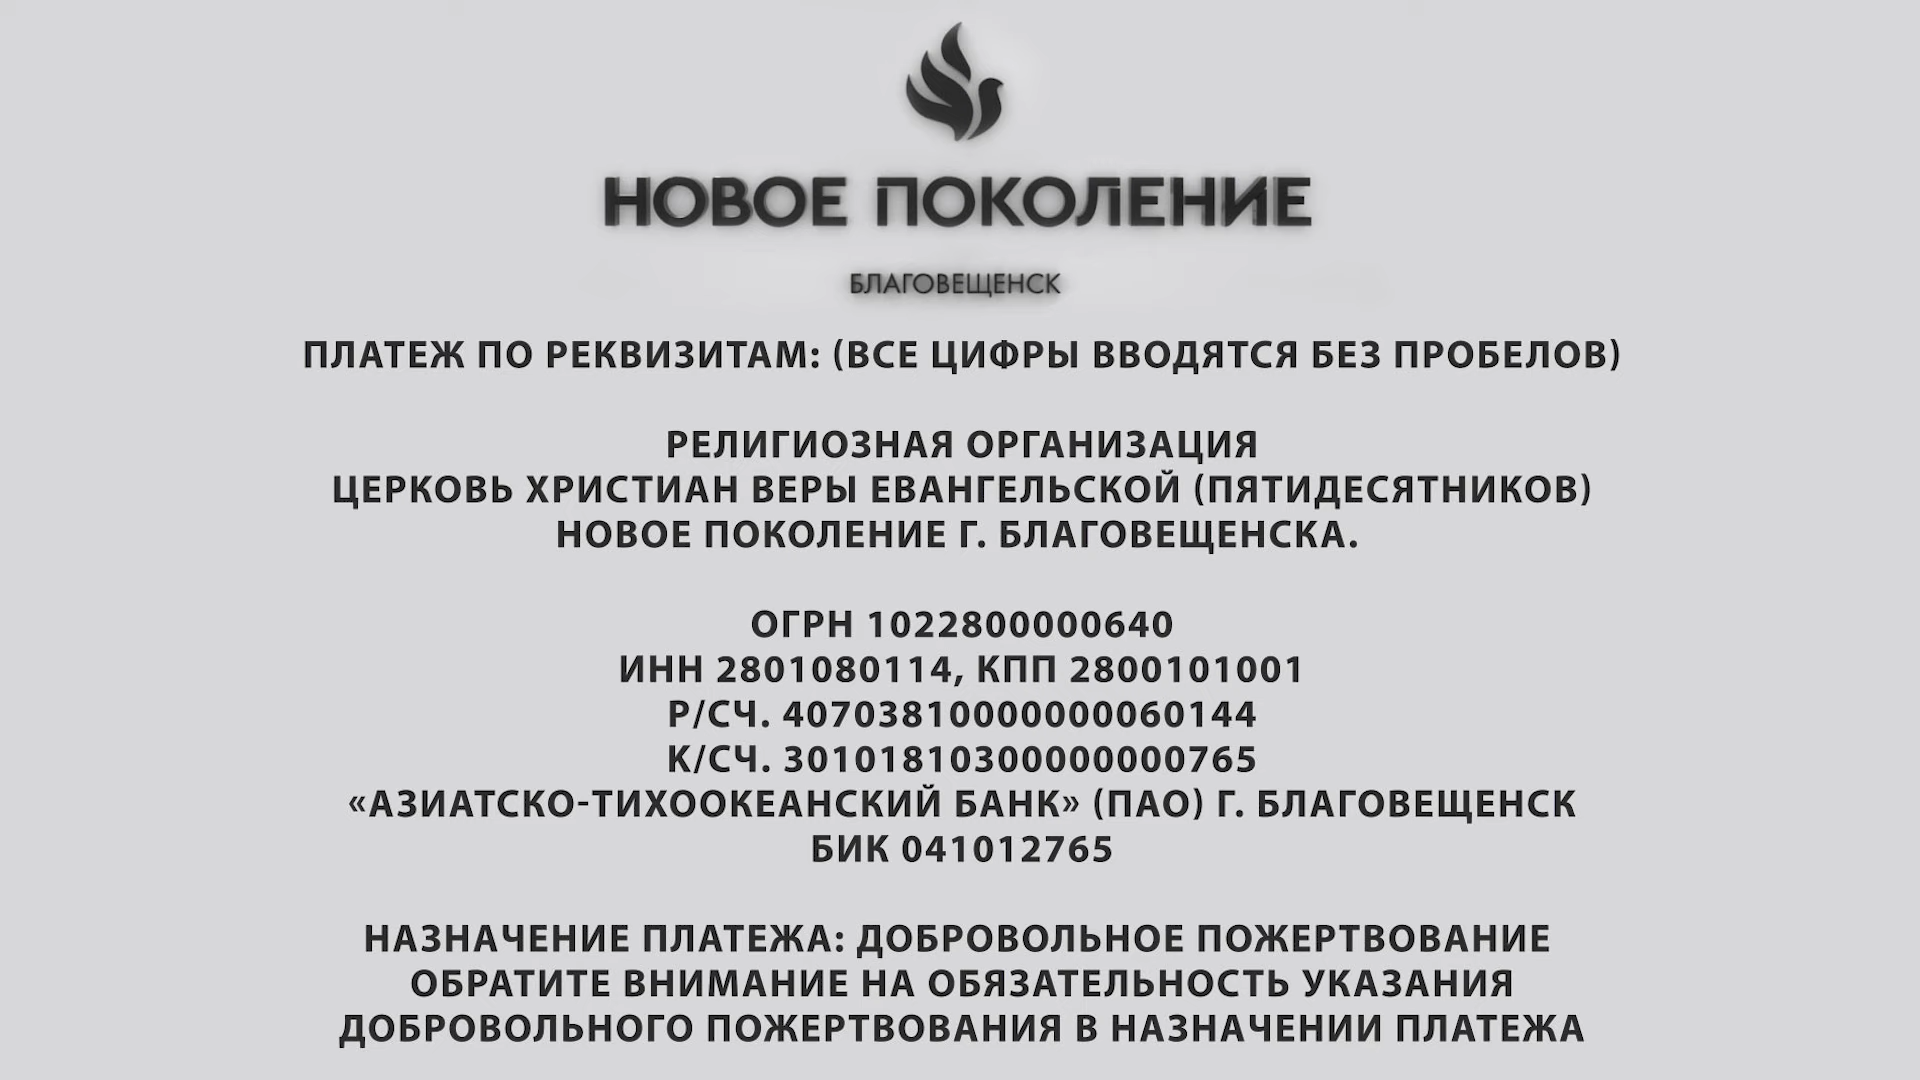 НОВОЕ ПОКОЛЕНИЕ
БЛАГОВЕЩЕНСК
ПЛАТЕЖ ПО РЕКВИЗИТАМ: (ВСЕ ЦИФРЫ ВВОДЯТСЯ БЕЗ ПРОБЕЛОВ)
РЕЛИГИОЗНАЯ ОРГАНИЗАЦИЯ
ЦЕРКОВЬ ХРИСТИАН ВЕРЫ ЕВАНГЕЛЬСКОЙ (ПЯТИДЕСЯТНИКОВ)
НОВОЕ ПОКОЛЕНИЕ Г. БЛАГОВЕЩЕНСКА.
ОГРН 1022800000640
ИНН 2801080114, КПП 2800101001
Р/СЧ. 40703810000000060144
К/СЧ. 30101810300000000765
«АЗИАТСКО-ТИХООКЕАНСКИЙ БАНК» (ПАО) Г. БЛАГОВЕЩЕНСК
БИК 041012765
НАЗНАЧЕНИЕ ПЛАТЕЖА: ДОБРОВОЛЬНОЕ ПОЖЕРТВОВАНИЕ
ОБРАТИТЕ ВНИМАНИЕ НА ОБЯЗАТЕЛЬНОСТЬ УКАЗАНИЯ
ДОБРОВОЛЬНОГО ПОЖЕРТВОВАНИЯ В НАЗНАЧЕНИИ ПЛАТЕЖА